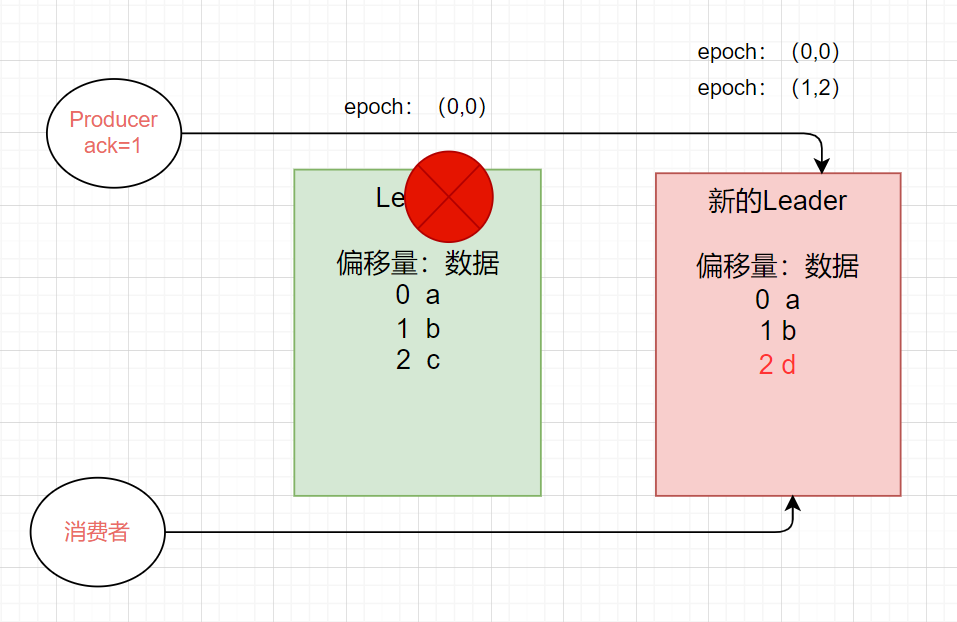 epoch: （0,0）
epoch: （1,2）
epoch: （0,0）
Producer
ack=1
Le
偏移量：数据
0 a
1 b
2 c
新的Leader
偏移量：数据
0 a
1 b
2 d
消费者